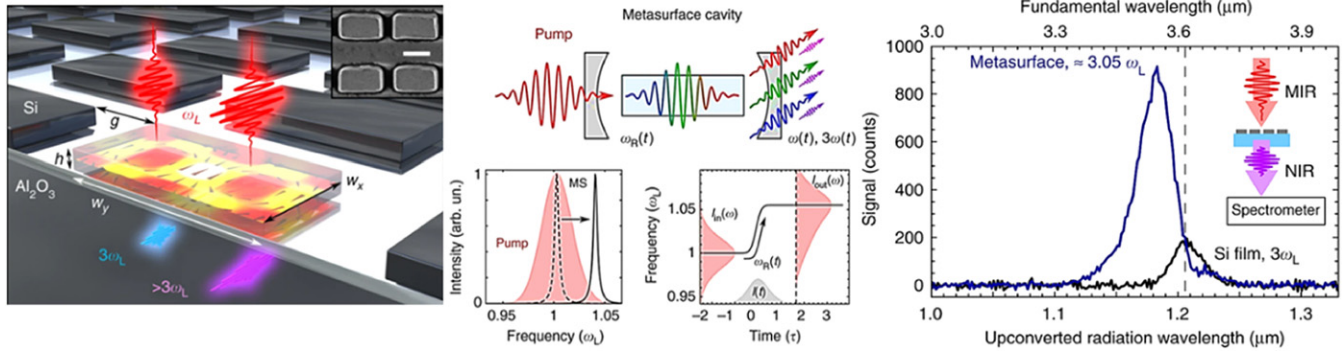 Si
g
ω_L
h
Al₂O₃
w_y
w_x
3ω_L
>3ω_L
Metasurface cavity
Pump
ω_R(t)
ω(t), 3ω(t)
Intensity (arb. un.)
1
0
MS
Pump
0.95
1
1.05
Frequency (ω_L)
Frequency (ω_L)
1.05
1
0.95
I_in(ω)
I_out(ω)
ω_R(t)
I(t)
−2
−1
0
1
2
3
Time (τ)
Fundamental wavelength (μm)
3.0
3.3
3.6
3.9
Signal (counts)
1000
800
600
400
200
0
Metasurface, ≈ 3.05 ω_L
MIR
NIR
Spectrometer
Si film, 3ω_L
1.0
1.1
1.2
1.3
Upconverted radiation wavelength (μm)